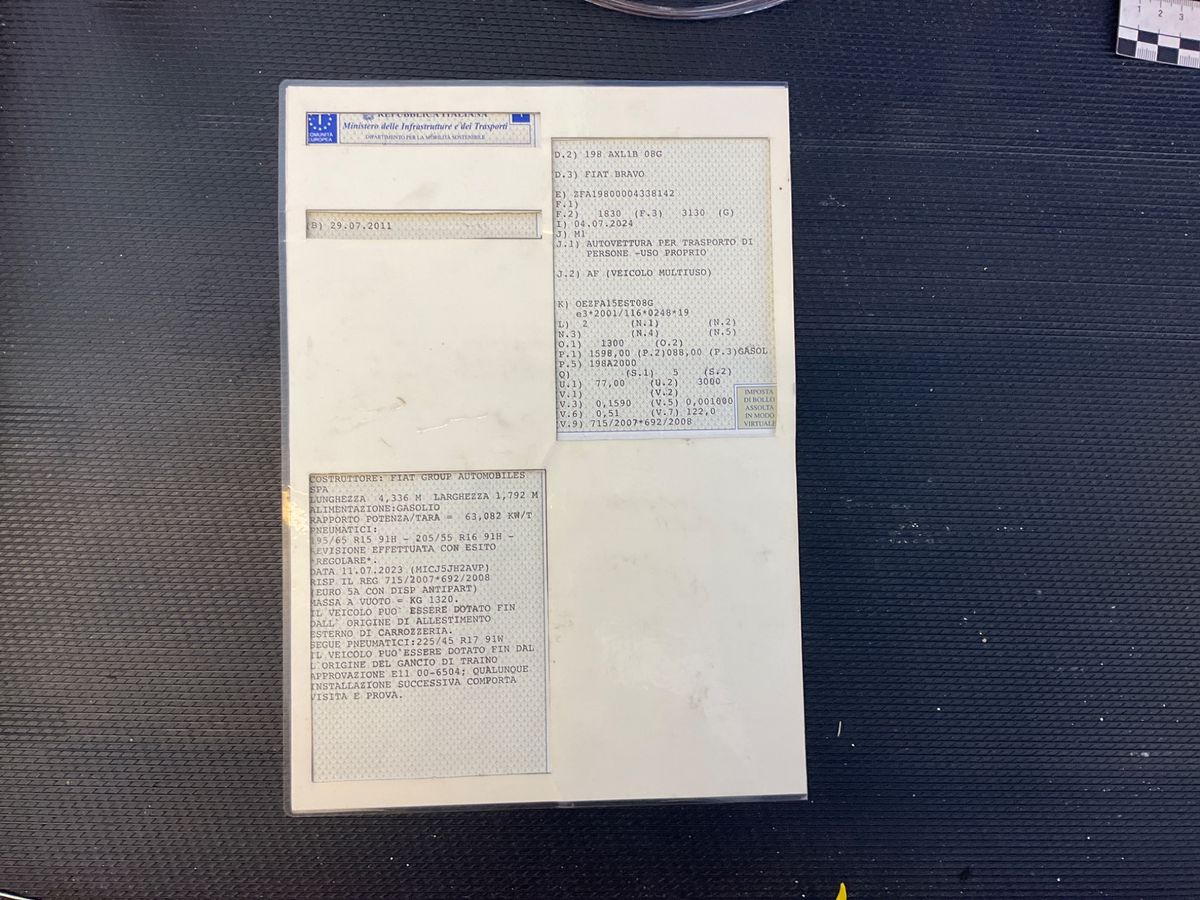 REPUBBLICA ITALIANA
Ministero delle Infrastrutture e dei Trasporti
DIPARTIMENTO PER LA MOBILITÀ SOSTENIBILE
OMUNITÀ
EUROPEA
I
B) 29.07.2011
D.2) 198 AXL1B 08G
D.3) FIAT BRAVO
E) ZFA19800004338142
F.1)
F.2) 1830 (F.3) 3130 (G)
I) 04.07.2024
J) M1
J.1) AUTOVETTURA PER TRASPORTO DI
PERSONE -USO PROPRIO
J.2) AF (VEICOLO MULTIUSO)
K) OEZFA15EST08G
e3*2001/116*0248*19
L) 2 (N.1) (N.2)
N.3) (N.4) (N.5)
O.1) 1300 (O.2)
P.1) 1598,00 (P.2)088,00 (P.3)GASOL
P.5) 198A2000
Q) (S.1) 5 (S.2)
U.1) 77,00 (U.2) 3000
V.1) (V.2)
V.3) 0,1590 (V.5) 0,001000
V.6) 0,51 (V.7) 122,0
V.9) 715/2007*692/2008
IMPOSTA
DI BOLLO
ASSOLTA
IN MODO
VIRTUALE
COSTRUTTORE: FIAT GROUP AUTOMOBILES
SPA
LUNGHEZZA 4,336 M LARGHEZZA 1,792 M
ALIMENTAZIONE:GASOLIO
RAPPORTO POTENZA/TARA = 63,082 KW/T
PNEUMATICI:
195/65 R15 91H - 205/55 R16 91H -
REVISIONE EFFETTUATA CON ESITO
*REGOLARE*.
DATA 11.07.2023 (MICJ5JH2AVP)
RISP IL REG 715/2007*692/2008
(EURO 5A CON DISP ANTIPART)
MASSA A VUOTO = KG 1320.
IL VEICOLO PUO` ESSERE DOTATO FIN
DALL` ORIGINE DI ALLESTIMENTO
ESTERNO DI CARROZZERIA.
SEGUE PNEUMATICI:225/45 R17 91W
IL VEICOLO PUO`ESSERE DOTATO FIN DAL
L`ORIGINE DEL GANCIO DI TRAINO
APPROVAZIONE E11 00-6504; QUALUNQUE
INSTALLAZIONE SUCCESSIVA COMPORTA
VISITA E PROVA.
1 2 3